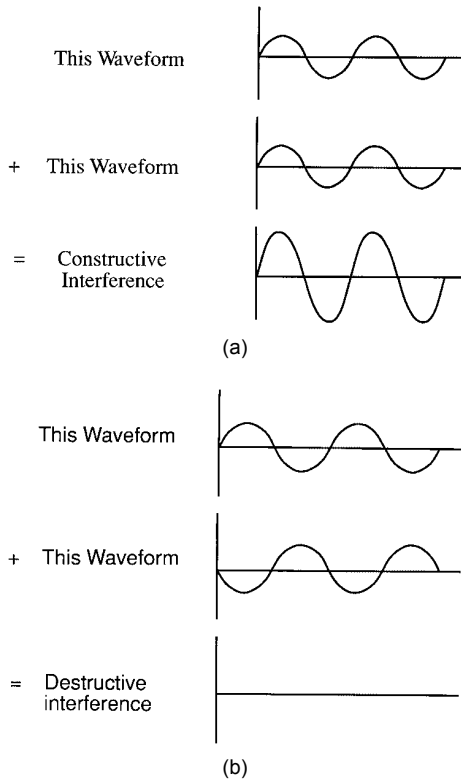 This Waveform
+ This Waveform
= Constructive
Interference
(a)
This Waveform
+ This Waveform
= Destructive
interference
(b)